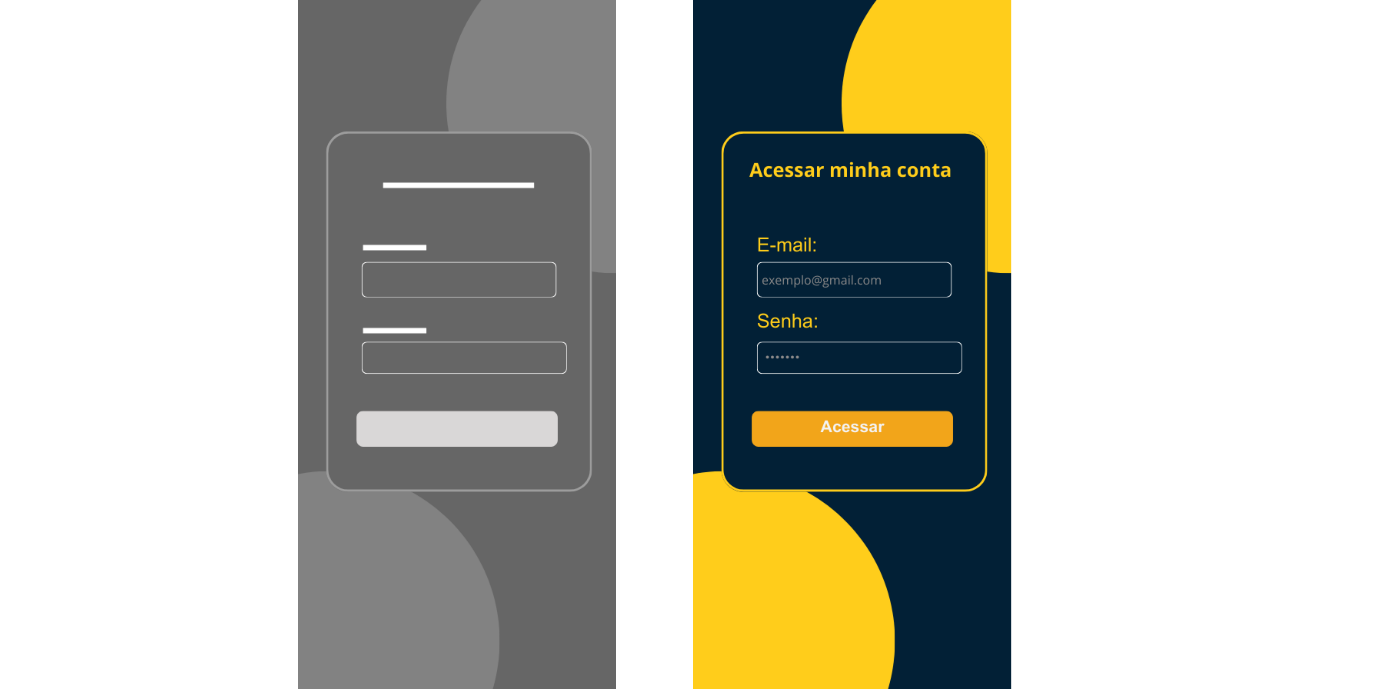 Acessar minha conta
E-mail:
exemplo@gmail.com
Senha:
•••••••
Acessar